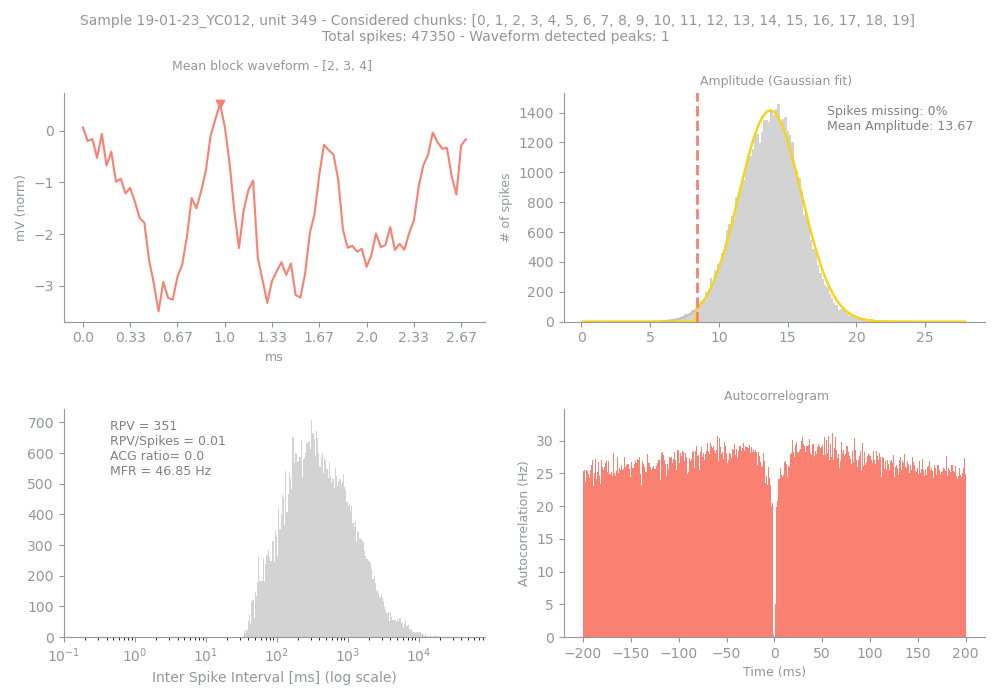 Sample 19-01-23_YC012, unit 349 - Considered chunks: [0, 1, 2, 3, 4, 5, 6, 7, 8, 9, 10, 11, 12, 13, 14, 15, 16, 17, 18, 19]
Total spikes: 47350 - Waveform detected peaks: 1
Mean block waveform - [2, 3, 4]
mV (norm)
0
−1
−2
−3
0.0 0.33 0.67 1.0 1.33 1.67 2.0 2.33 2.67
ms
Amplitude (Gaussian fit)
Spikes missing: 0%
Mean Amplitude: 13.67
# of spikes
1400
1200
1000
800
600
400
200
0
0 5 10 15 20 25
RPV = 351
RPV/Spikes = 0.01
ACG ratio= 0.0
MFR = 46.85 Hz
700
600
500
400
300
200
100
0
10⁻¹ 10⁰ 10¹ 10² 10³ 10⁴
Inter Spike Interval [ms] (log scale)
Autocorrelogram
Autocorrelation (Hz)
30
25
20
15
10
5
0
−200 −150 −100 −50 0 50 100 150 200
Time (ms)